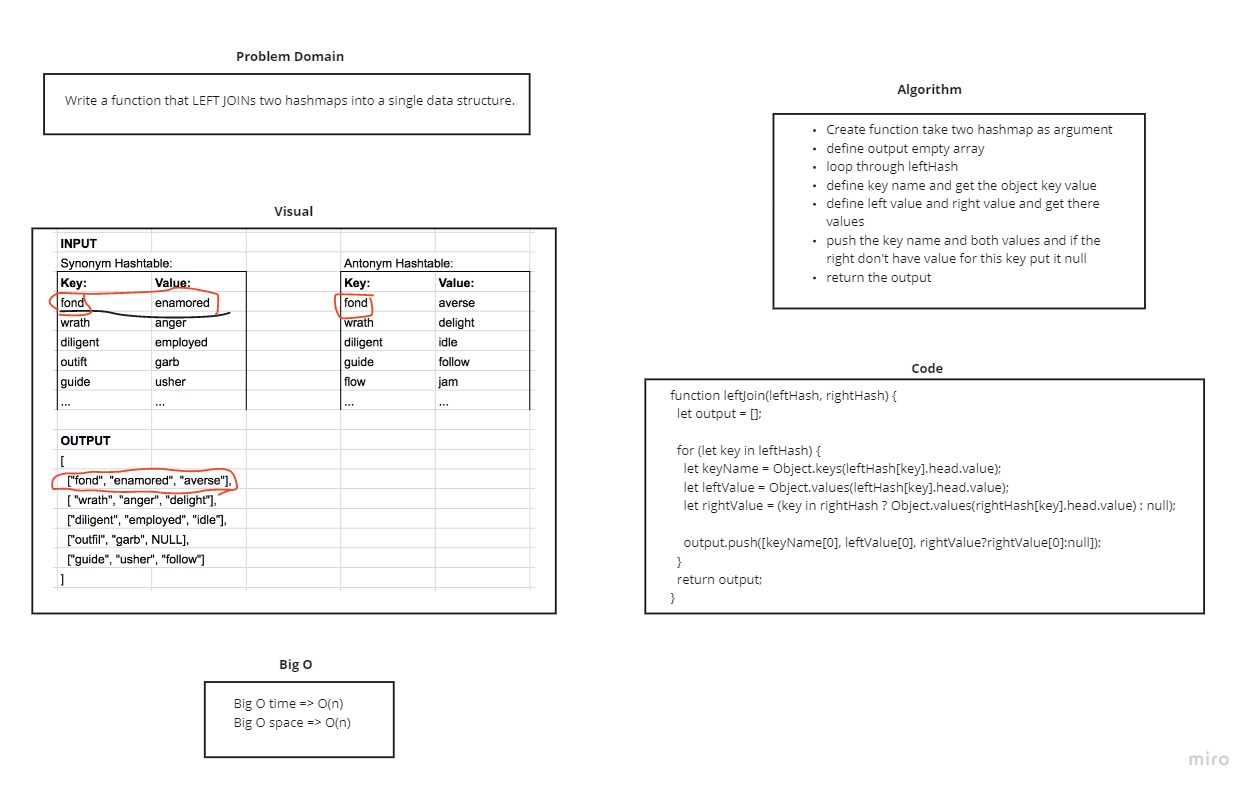 Problem Domain
Write a function that LEFT JOINs two hashmaps into a single data structure.
Visual
INPUT
Synonym Hashtable: Antonym Hashtable:
Key: Value: Key: Value:
fond enamored fond averse
wrath anger wrath delight
diligent employed diligent idle
outift garb guide follow
guide usher flow jam
... ... ... ...
OUTPUT
[
["fond", "enamored", "averse"],
[ "wrath", "anger", "delight"],
["diligent", "employed", "idle"],
["outfil", "garb", NULL],
["guide", "usher", "follow"]
]
Big O
Big O time => O(n)
Big O space => O(n)
Algorithm
• Create function take two hashmap as argument
• define output empty array
• loop through leftHash
• define key name and get the object key value
• define left value and right value and get there
values
• push the key name and both values and if the
right don't have value for this key put it null
• return the output
Code
function leftJoin(leftHash, rightHash) {
let output = [];
for (let key in leftHash) {
let keyName = Object.keys(leftHash[key].head.value);
let leftValue = Object.values(leftHash[key].head.value);
let rightValue = (key in rightHash ? Object.values(rightHash[key].head.value) : null);
output.push([keyName[0], leftValue[0], rightValue?rightValue[0]:null]);
}
return output;
}
miro